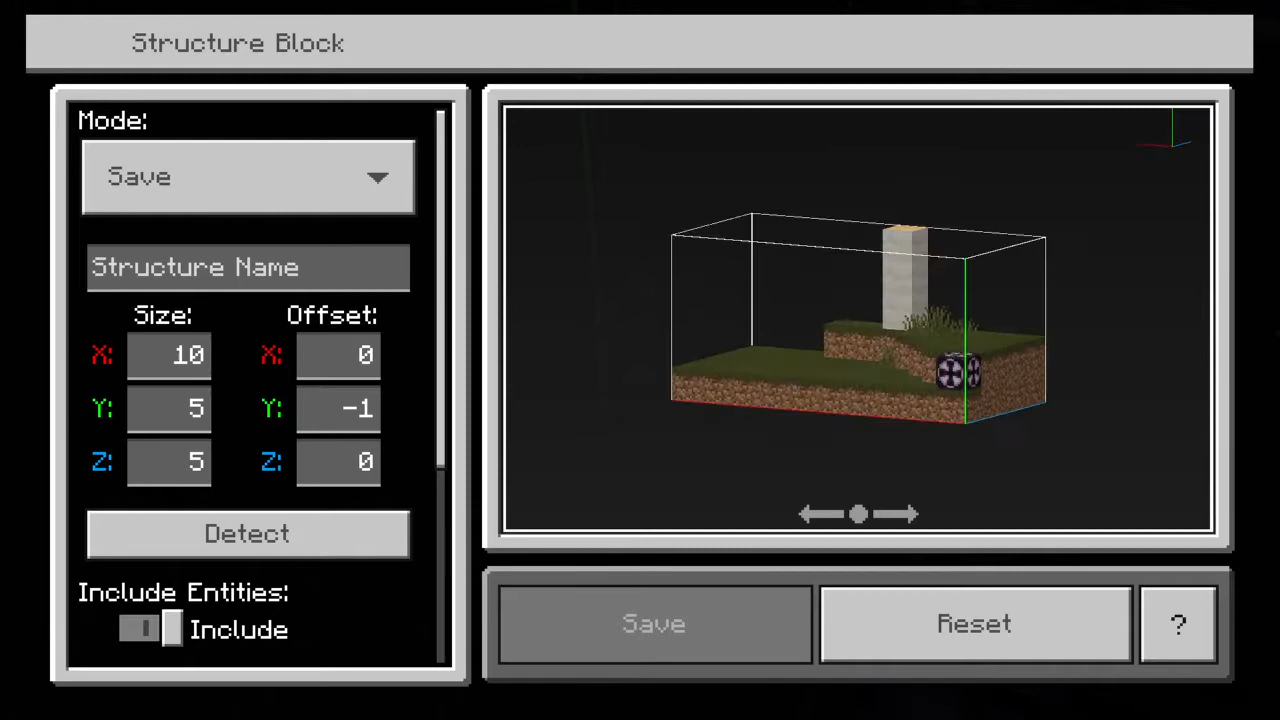 Structure Block
Mode:
Save
Structure Name
Size: Offset:
X: 10 X: 0
Y: 5 Y: -1
Z: 5 Z: 0
Detect
Include Entities:
Include
Save Reset ?